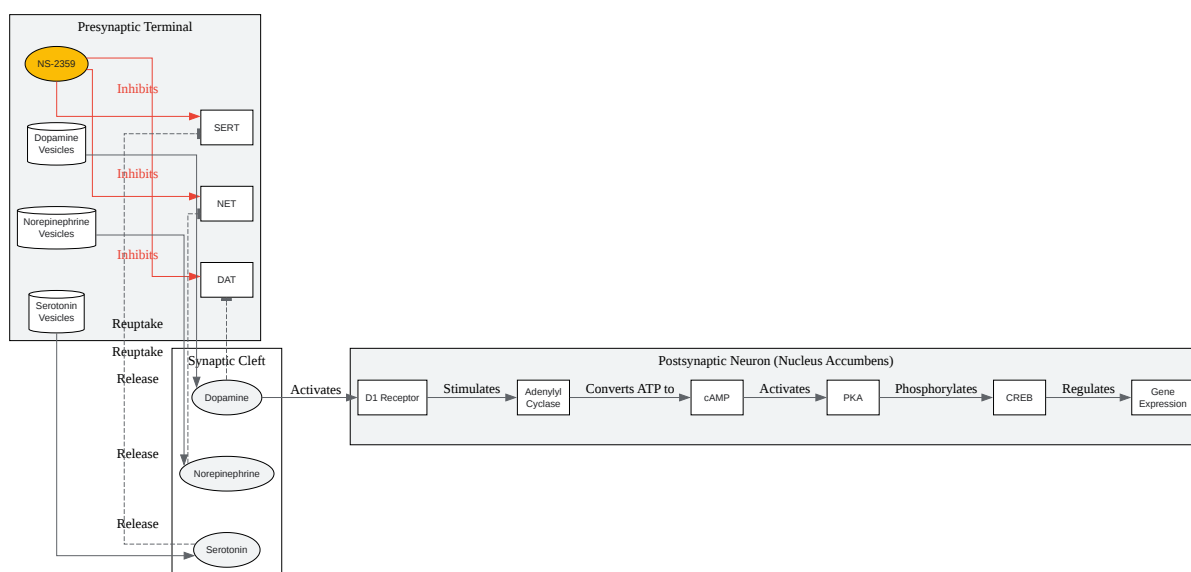 Presynaptic Terminal
NS-2359
Inhibits
SERT
Dopamine
Vesicles
Inhibits
NET
Norepinephrine
Vesicles
Inhibits
DAT
Serotonin
Vesicles
Reuptake
Reuptake
Synaptic Cleft
Postsynaptic Neuron (Nucleus Accumbens)
Release
Dopamine
Activates
D1 Receptor
Stimulates
Adenylyl
Cyclase
Converts ATP to
cAMP
Activates
PKA
Phosphorylates
CREB
Regulates
Gene
Expression
Release
Norepinephrine
Release
Serotonin